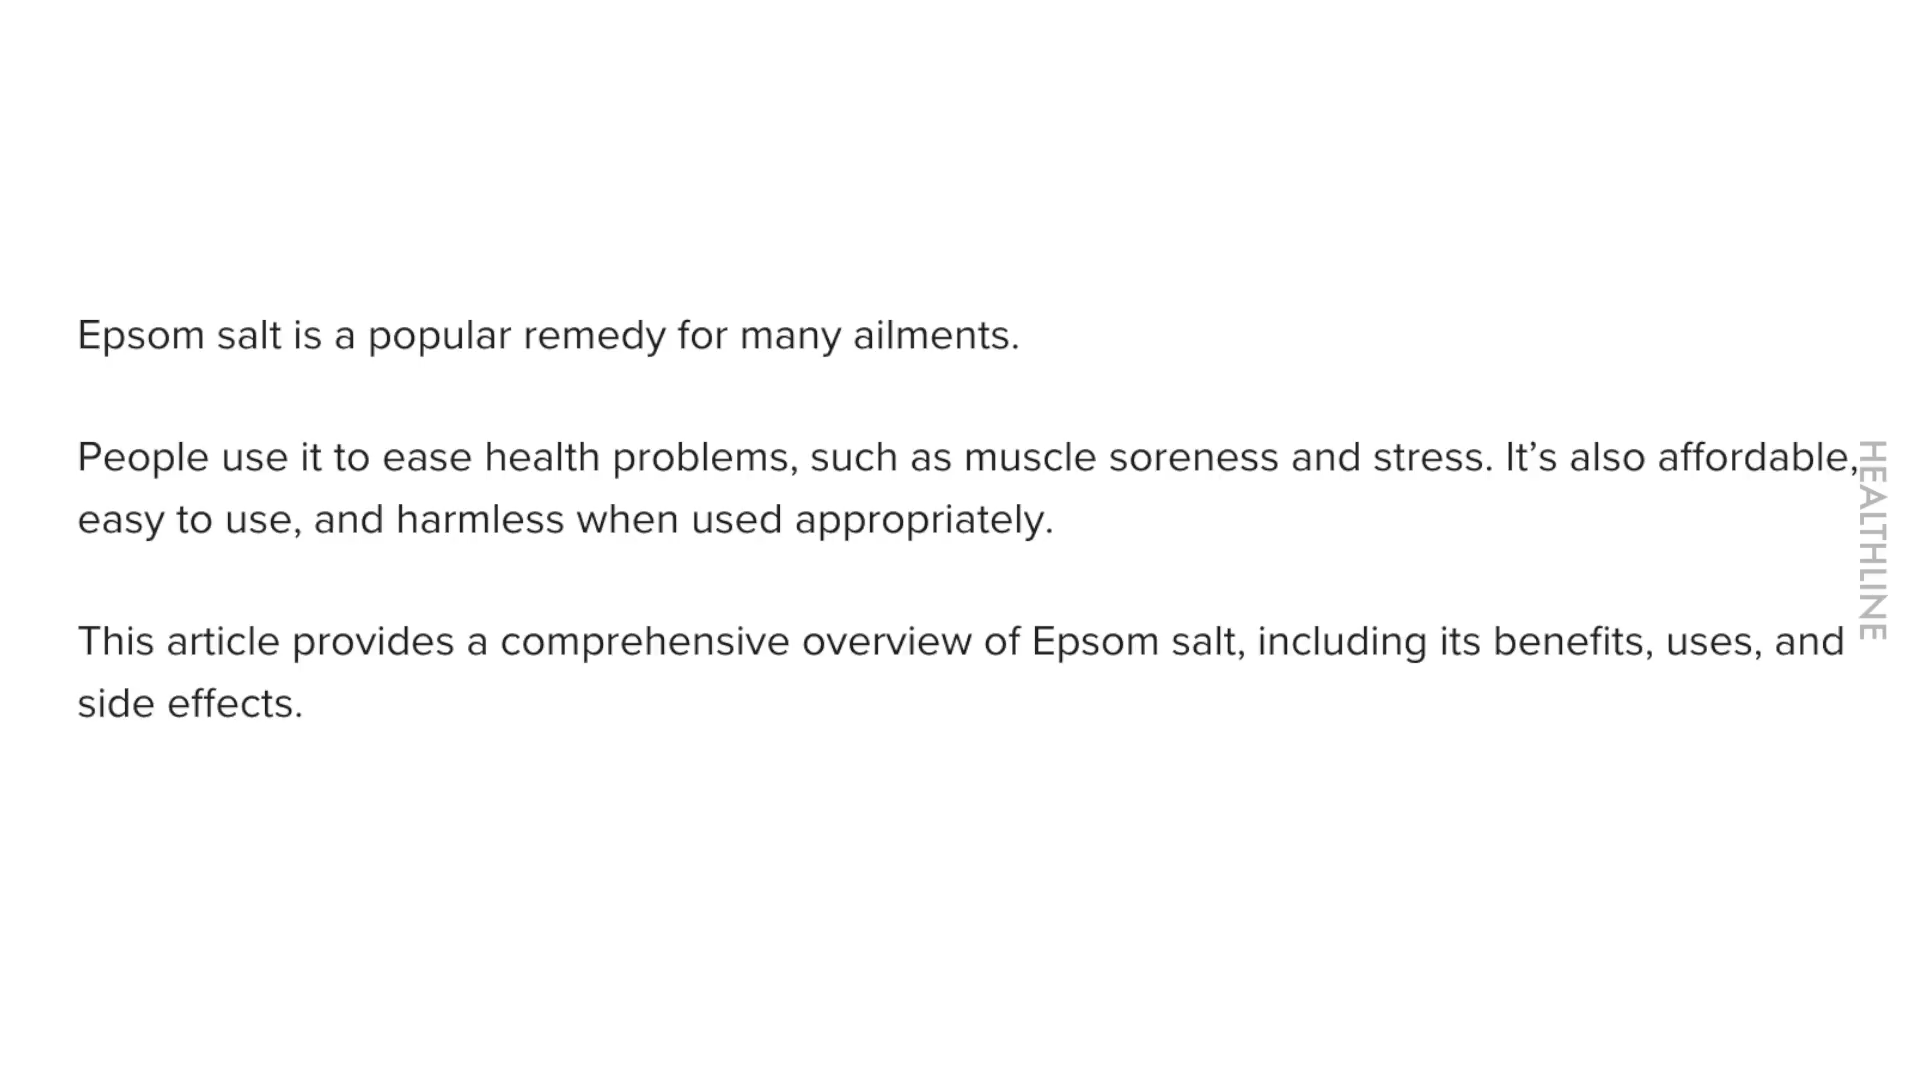 Epsom salt is a popular remedy for many ailments.
People use it to ease health problems, such as muscle soreness and stress. It’s also affordable,
easy to use, and harmless when used appropriately.
This article provides a comprehensive overview of Epsom salt, including its benefits, uses, and
side effects.
HEALTHLINE